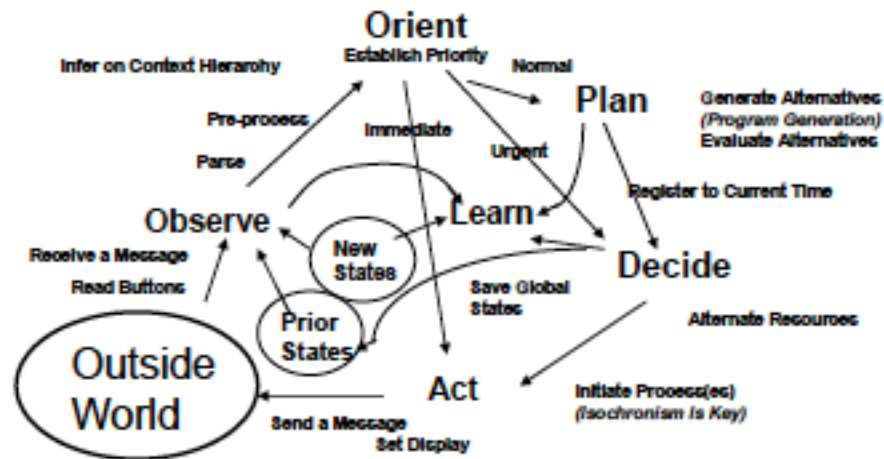 Orient
Establish Priority
Infer on Context Hierarchy
Normal
Plan
Generate Alternatives
(Program Generation)
Evaluate Alternatives
Pre-process
Immediate
Urgent
Parse
Register to Current Time
Observe
Learn
New
States
Receive a Message
Read Buttons
Decide
Save Global
States
Prior
States
Alternate Resources
Outside
World
Act
Initiate Process(es)
(Isochronism Is Key)
Send a Message
Set Display